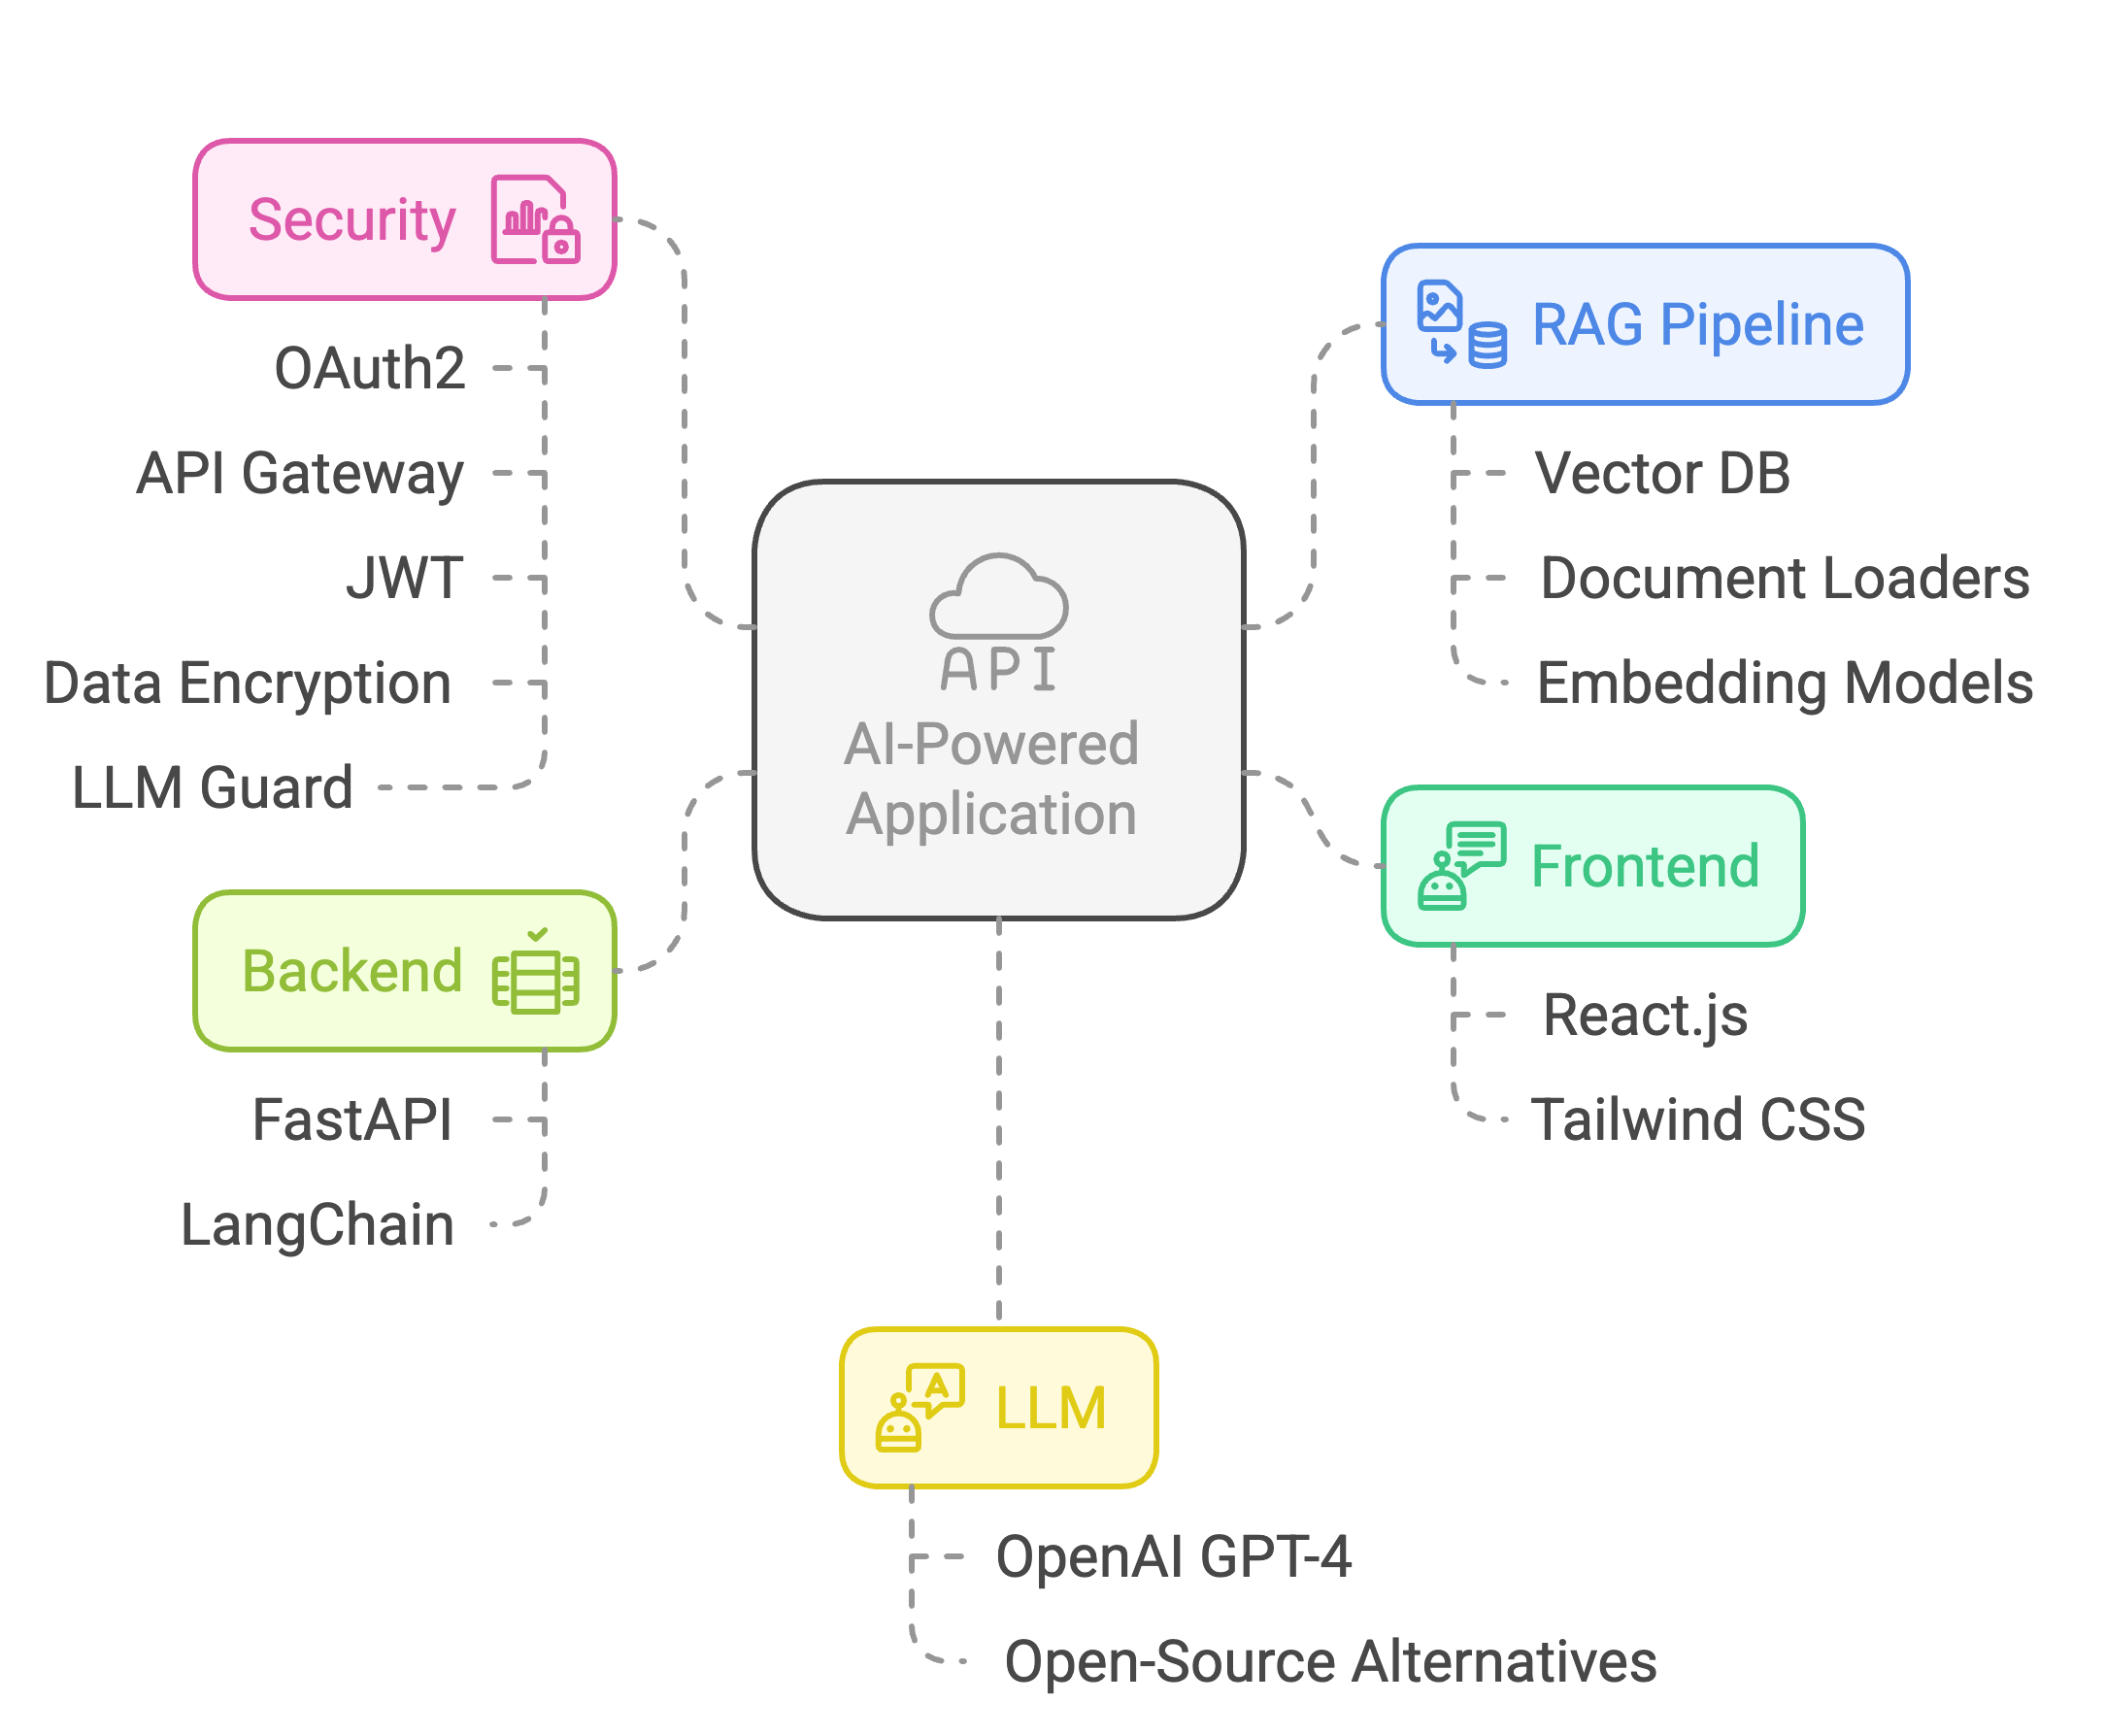 Security
OAuth2
API Gateway
JWT
Data Encryption
LLM Guard
Backend
FastAPI
LangChain
API
AI-Powered
Application
RAG Pipeline
Vector DB
Document Loaders
Embedding Models
Frontend
React.js
Tailwind CSS
A
LLM
OpenAI GPT-4
Open-Source Alternatives